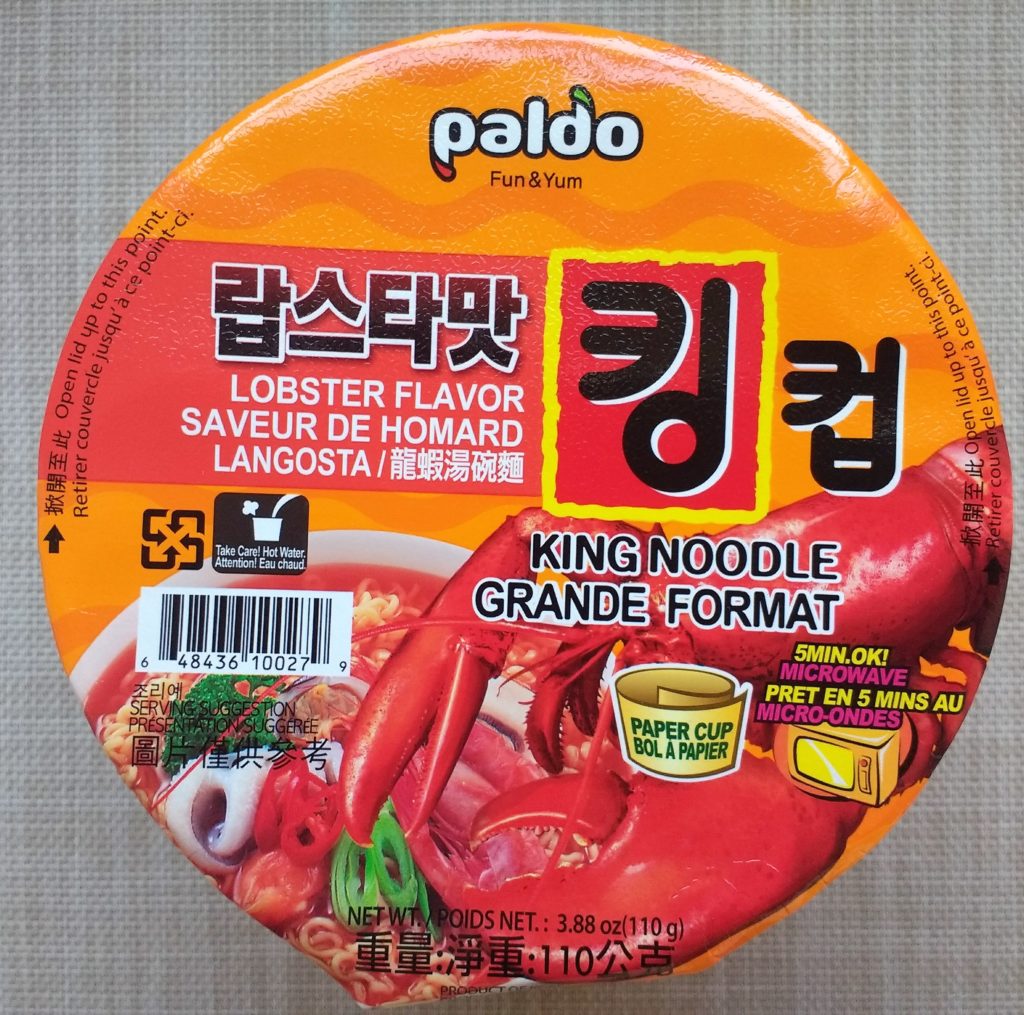 paldo
Fun&Yum
랍스타맛
LOBSTER FLAVOR
SAVEUR DE HOMARD
LANGOSTA / 龍蝦湯碗麵
킹컵
KING NOODLE
GRANDE FORMAT
掀開至此 Open lid up to this point.
Retirer couvercle jusqu'à ce point-ci.
掀開至此 Open lid up to this point
Retirer couvercle jusqu'à ce point-ci.
Take Care! Hot Water.
Attention! Eau chaud.
6 48436 10027 9
조리예
SERVING SUGGESTION
PRÉSENTATION SUGGÉRÉE
圖片僅供參考
5MIN.OK!
MICROWAVE
PRET EN 5 MINS AU
MICRO-ONDES
PAPER CUP
BOL À PAPIER
NET WT. / POIDS NET. : 3.88 oz(110 g)
重量:淨重:110公克
PRODUCT OF